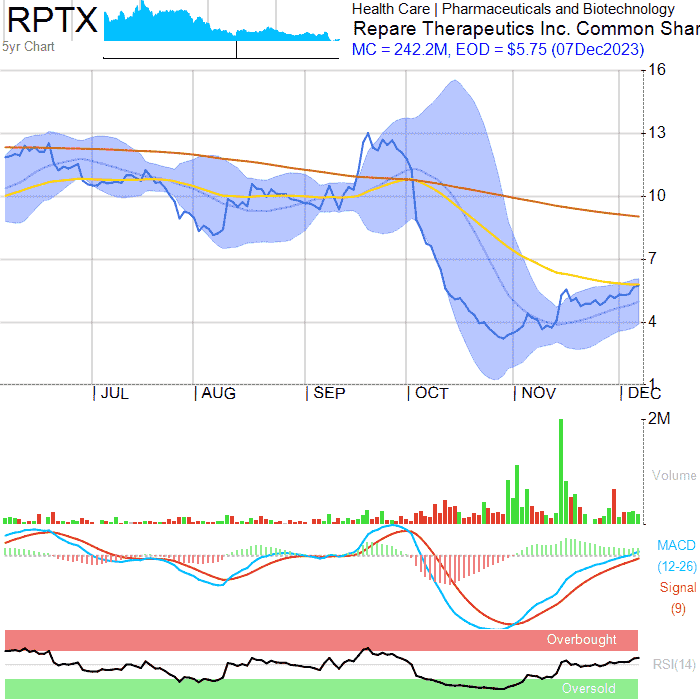 RPTX
5yr Chart
Health Care | Pharmaceuticals and Biotechnology
Repare Therapeutics Inc. Common Shar
MC = 242.2M, EOD = $5.75 (07Dec2023)
16
13
10
7
4
1
JUL
AUG
SEP
OCT
NOV
DEC
2M
Volume
MACD
(12-26)
Signal
(9)
Overbought
RSI(14)
Oversold